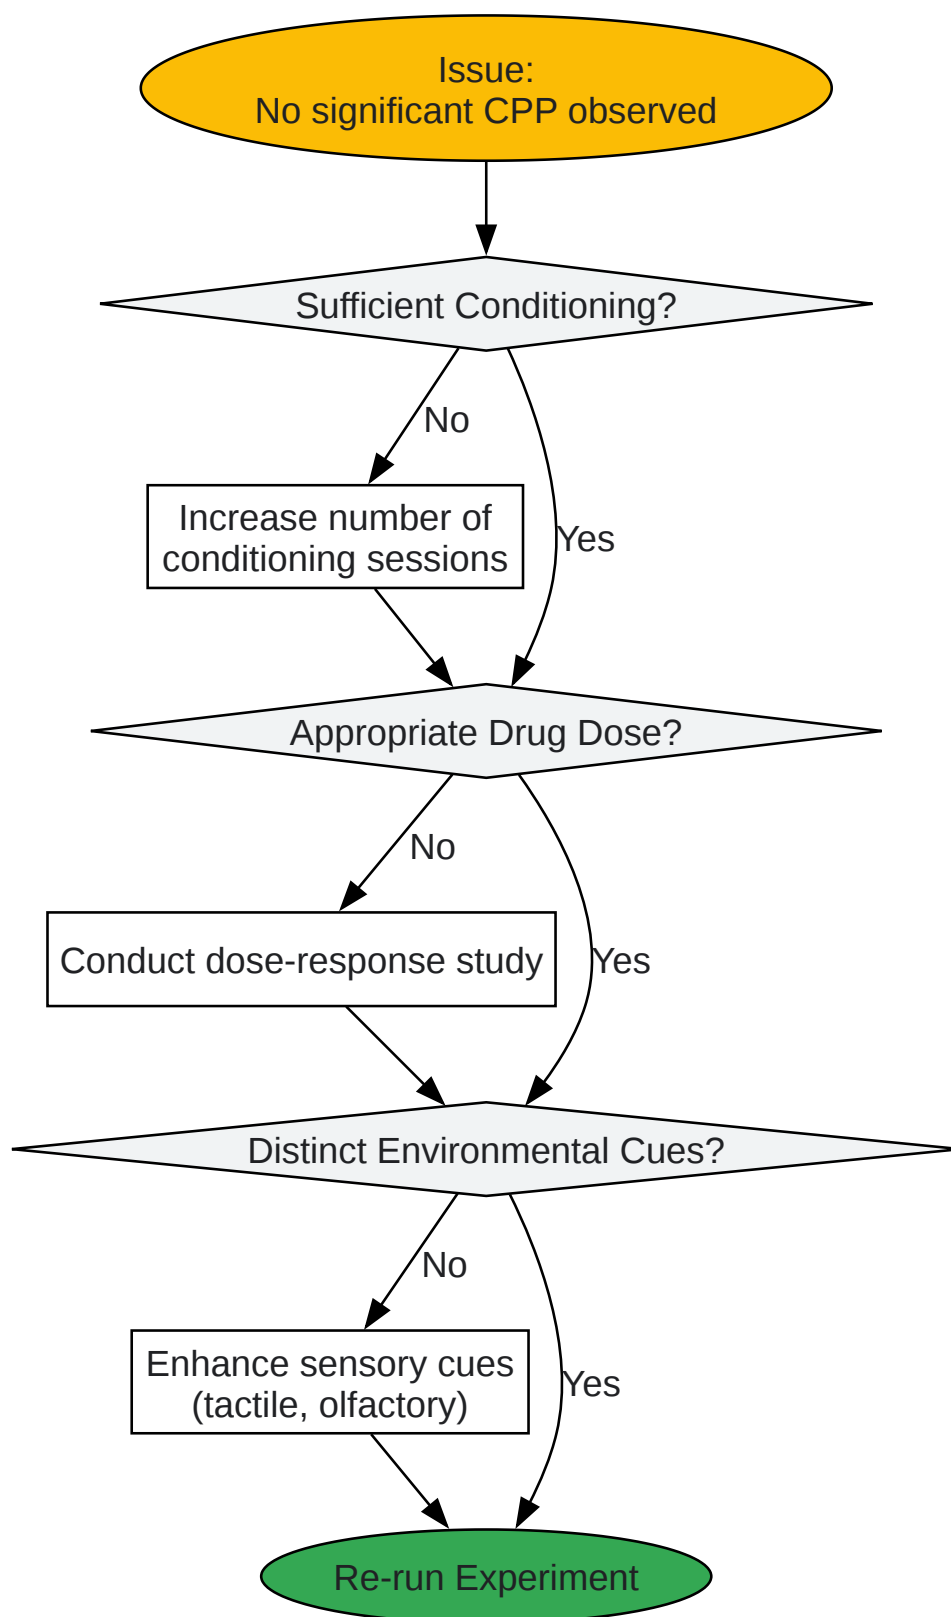 Issue:
No significant CPP observed
Sufficient Conditioning?
No
Increase number of
conditioning sessions
Yes
Appropriate Drug Dose?
No
Conduct dose-response study
Yes
Distinct Environmental Cues?
No
Enhance sensory cues
(tactile, olfactory)
Yes
Re-run Experiment